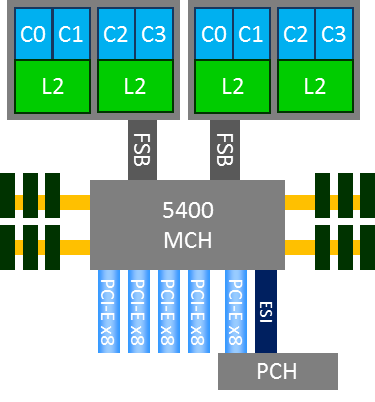 C0 C1 C2 C3 C0 C1 C2 C3
L2 L2 L2 L2
FSB FSB
5400
MCH
PCI-E x8 PCI-E x8 PCI-E x8 PCI-E x8 PCI-E x8 ESI
PCH